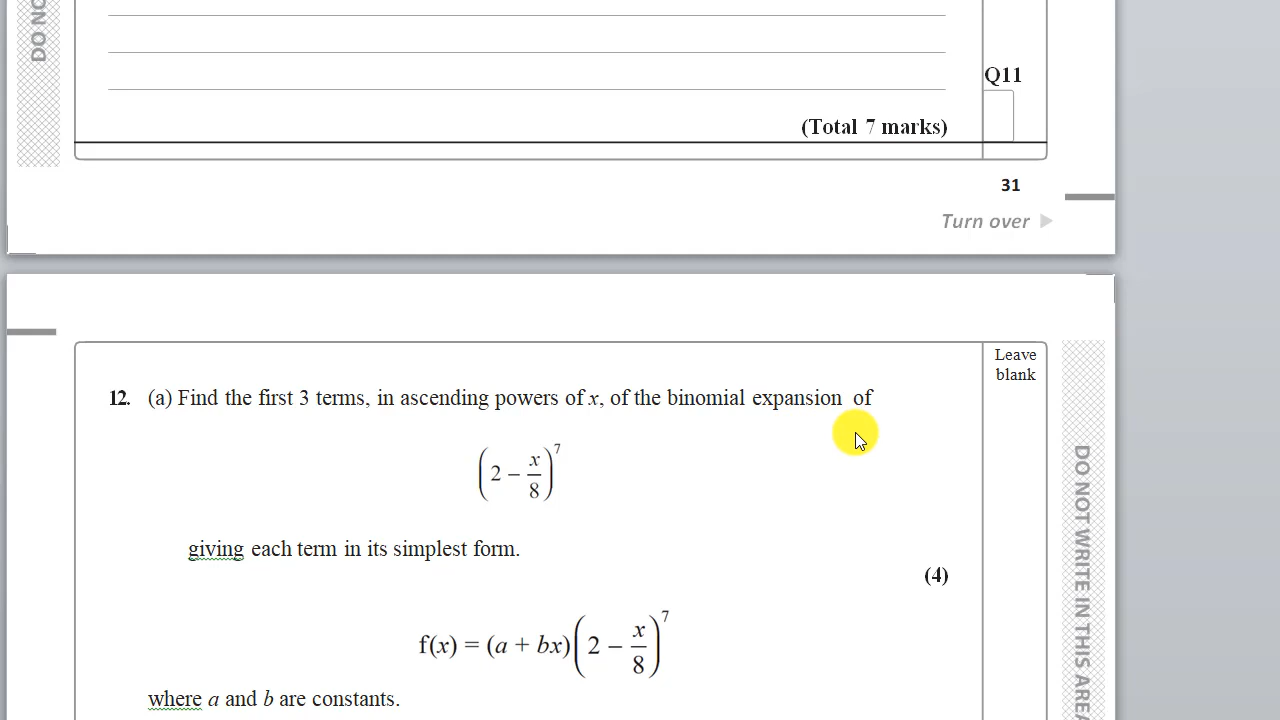 DO NO
Q11
(Total 7 marks)
31
Turn over
Leave
blank
12. (a) Find the first 3 terms, in ascending powers of x, of the binomial expansion of
(2 − x/8)^7
giving each term in its simplest form.
(4)
f(x) = (a + bx)(2 − x/8)^7
where a and b are constants.
DO NOT WRITE IN THIS AREA